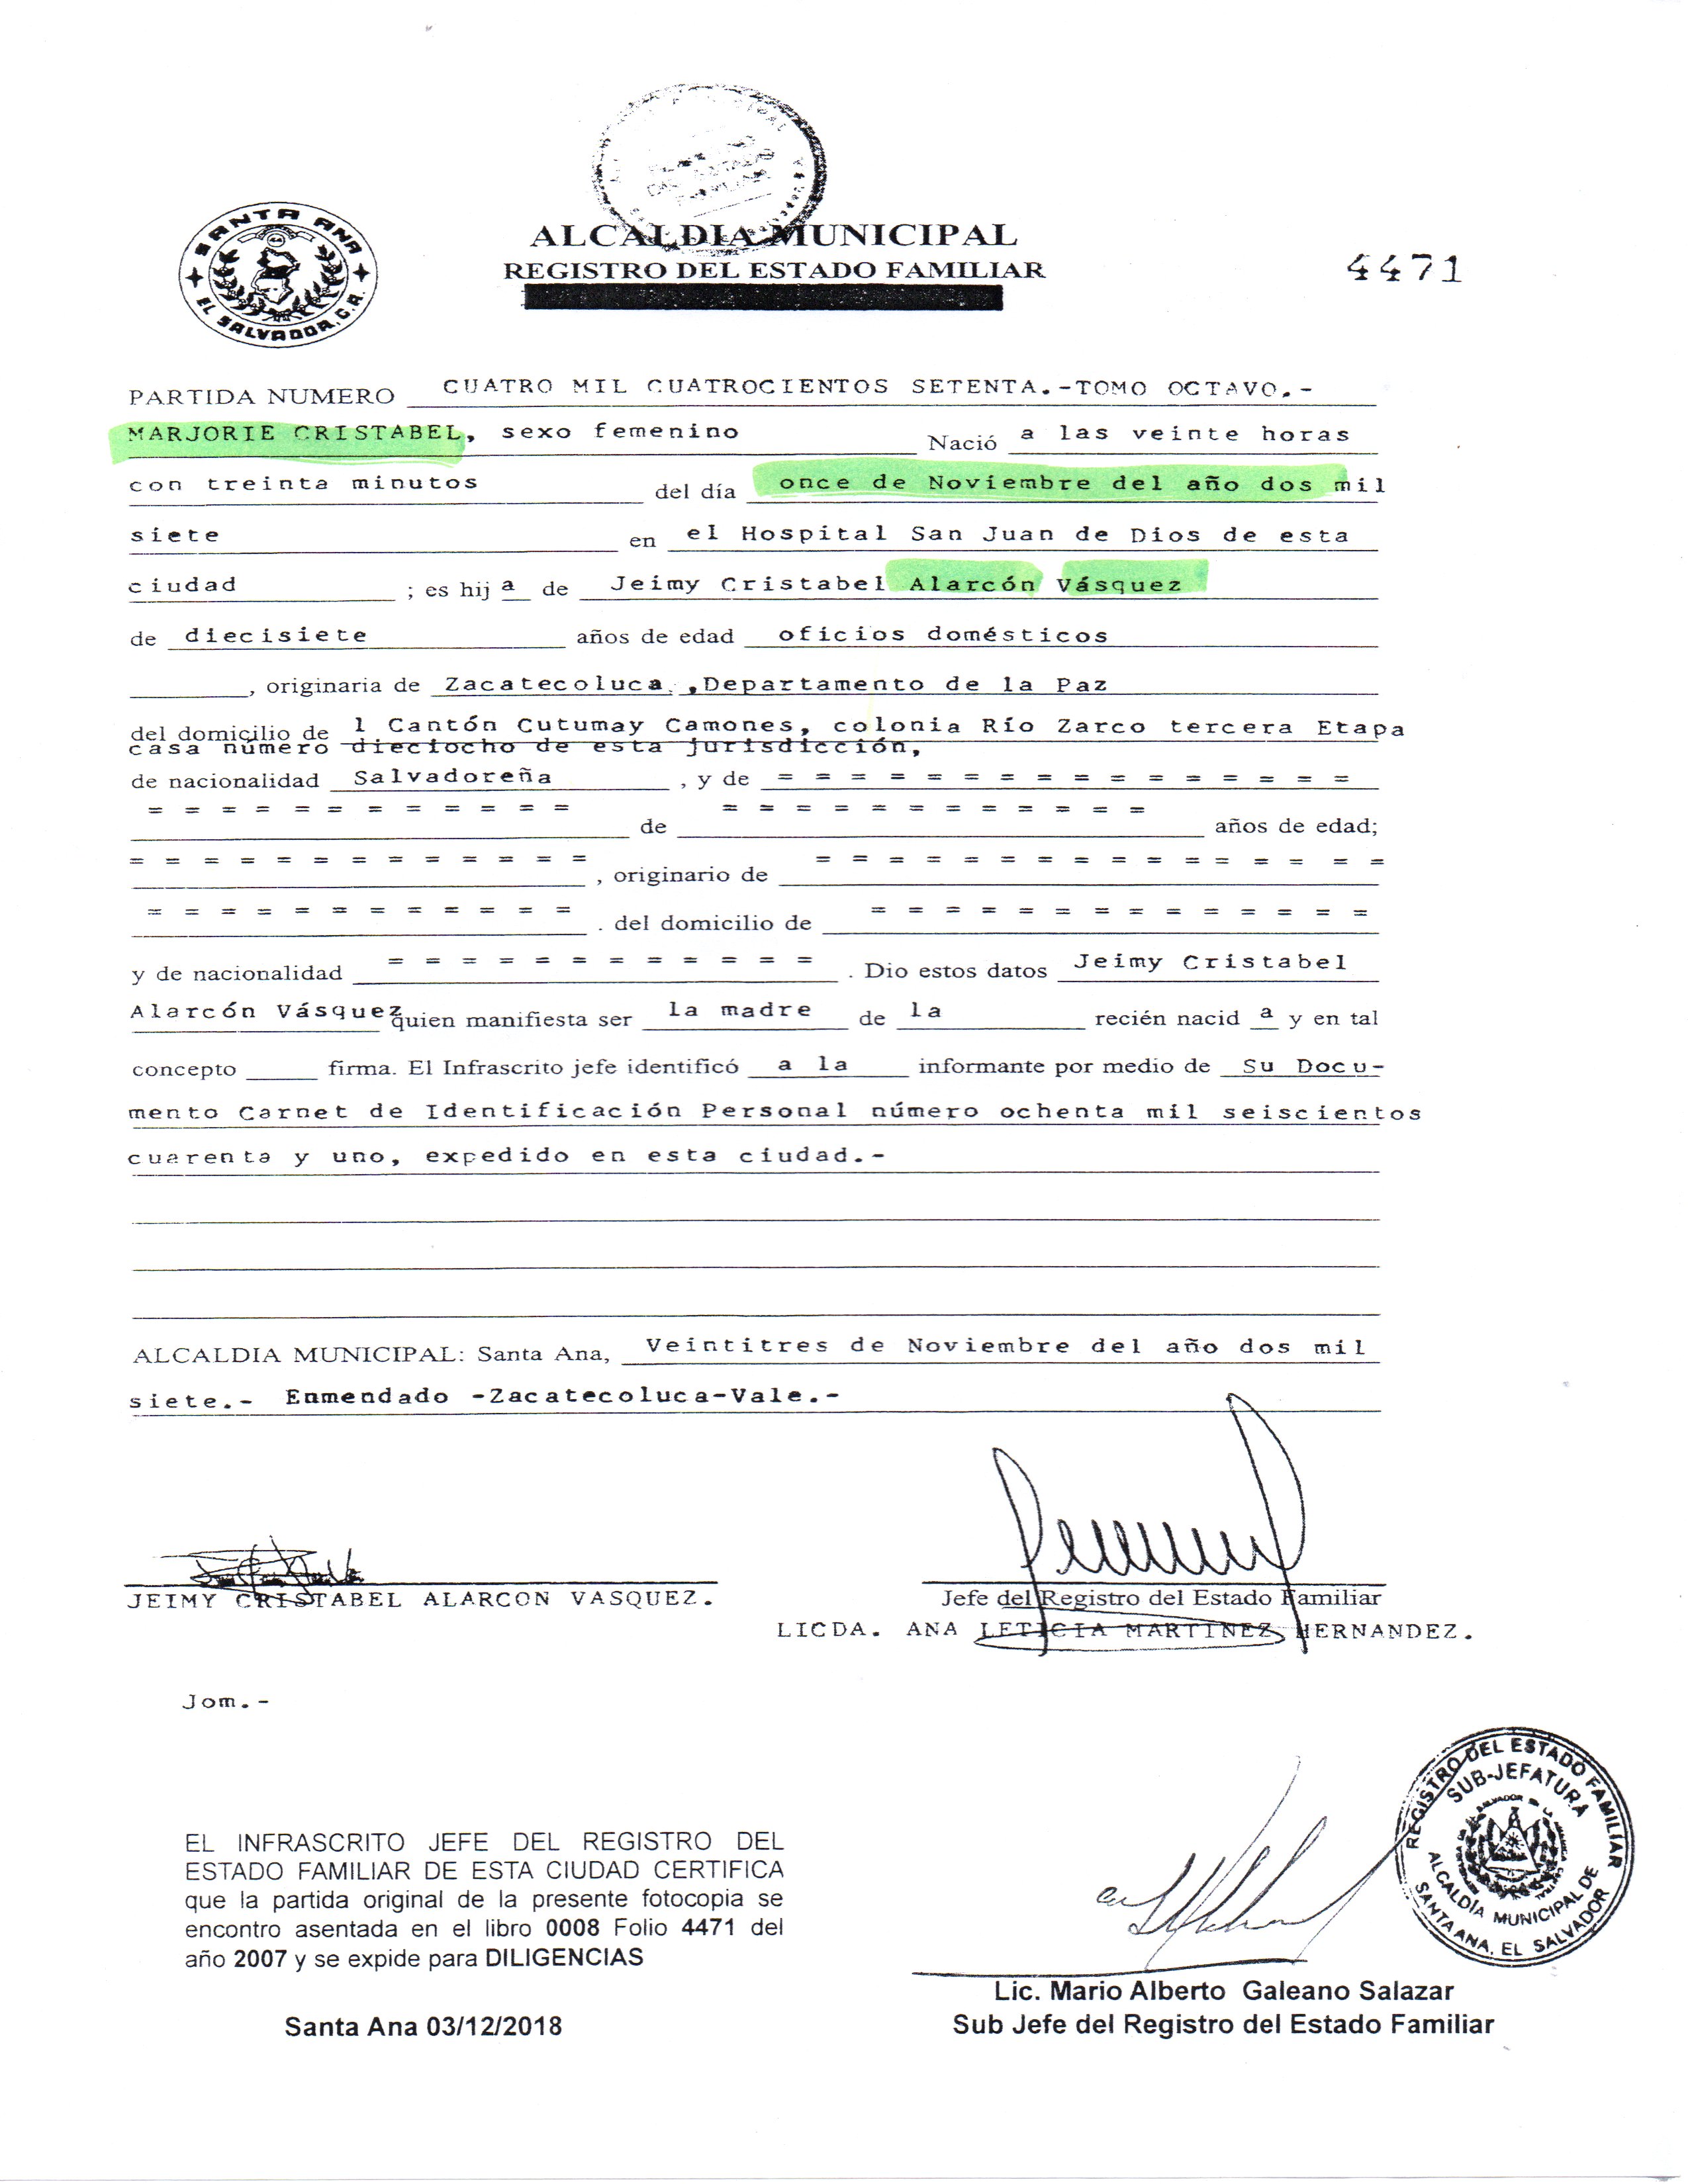 SANTA ANA
EL SALVADOR, C.A.
ALCALDIA MUNICIPAL
REGISTRO DEL ESTADO FAMILIAR
4471
PARTIDA NUMERO CUATRO MIL CUATROCIENTOS SETENTA.-TOMO OCTAVO.-
MARJORIE CRISTABEL, sexo femenino Nació a las veinte horas
con treinta minutos del día once de Noviembre del año dos mil
siete en el Hospital San Juan de Dios de esta
ciudad ; es hij a de Jeimy Cristabel Alarcón Vásquez
de diecisiete años de edad oficios domésticos
, originaria de Zacatecoluca ,Departamento de la Paz
del domicilio de l Cantón Cutumay Camones, colonia Río Zarco tercera Etapa
casa número dieciocho de esta jurisdicción,
de nacionalidad Salvadoreña , y de = = = = = = = = = = = = = = = =
= = = = = = = = = = = = de = = = = = = = = = = = = años de edad;
= = = = = = = = = = = = = , originario de = = = = = = = = = = = = = = = =
= = = = = = = = = = = = . del domicilio de = = = = = = = = = = = = = =
y de nacionalidad = = = = = = = = = = = = . Dio estos datos Jeimy Cristabel
Alarcón Vásquez quien manifiesta ser la madre de la recién nacid a y en tal
concepto firma. El Infrascrito jefe identificó a la informante por medio de Su Docu-
mento Carnet de Identificación Personal número ochenta mil seiscientos
cuarenta y uno, expedido en esta ciudad.-
ALCALDIA MUNICIPAL: Santa Ana, Veintitres de Noviembre del año dos mil
siete.- Enmendado -Zacatecoluca-Vale.-
JEIMY CRISTABEL ALARCON VASQUEZ.
Jefe del Registro del Estado Familiar
LICDA. ANA LETICIA MARTINEZ HERNANDEZ.
Jom.-
REGISTRO DEL ESTADO FAMILIAR
SUB-JEFATURA
ALCALDÍA MUNICIPAL DE
SANTA ANA, EL SALVADOR
EL INFRASCRITO JEFE DEL REGISTRO DEL
ESTADO FAMILIAR DE ESTA CIUDAD CERTIFICA
que la partida original de la presente fotocopia se
encontro asentada en el libro 0008 Folio 4471 del
año 2007 y se expide para DILIGENCIAS
Lic. Mario Alberto Galeano Salazar
Sub Jefe del Registro del Estado Familiar
Santa Ana 03/12/2018